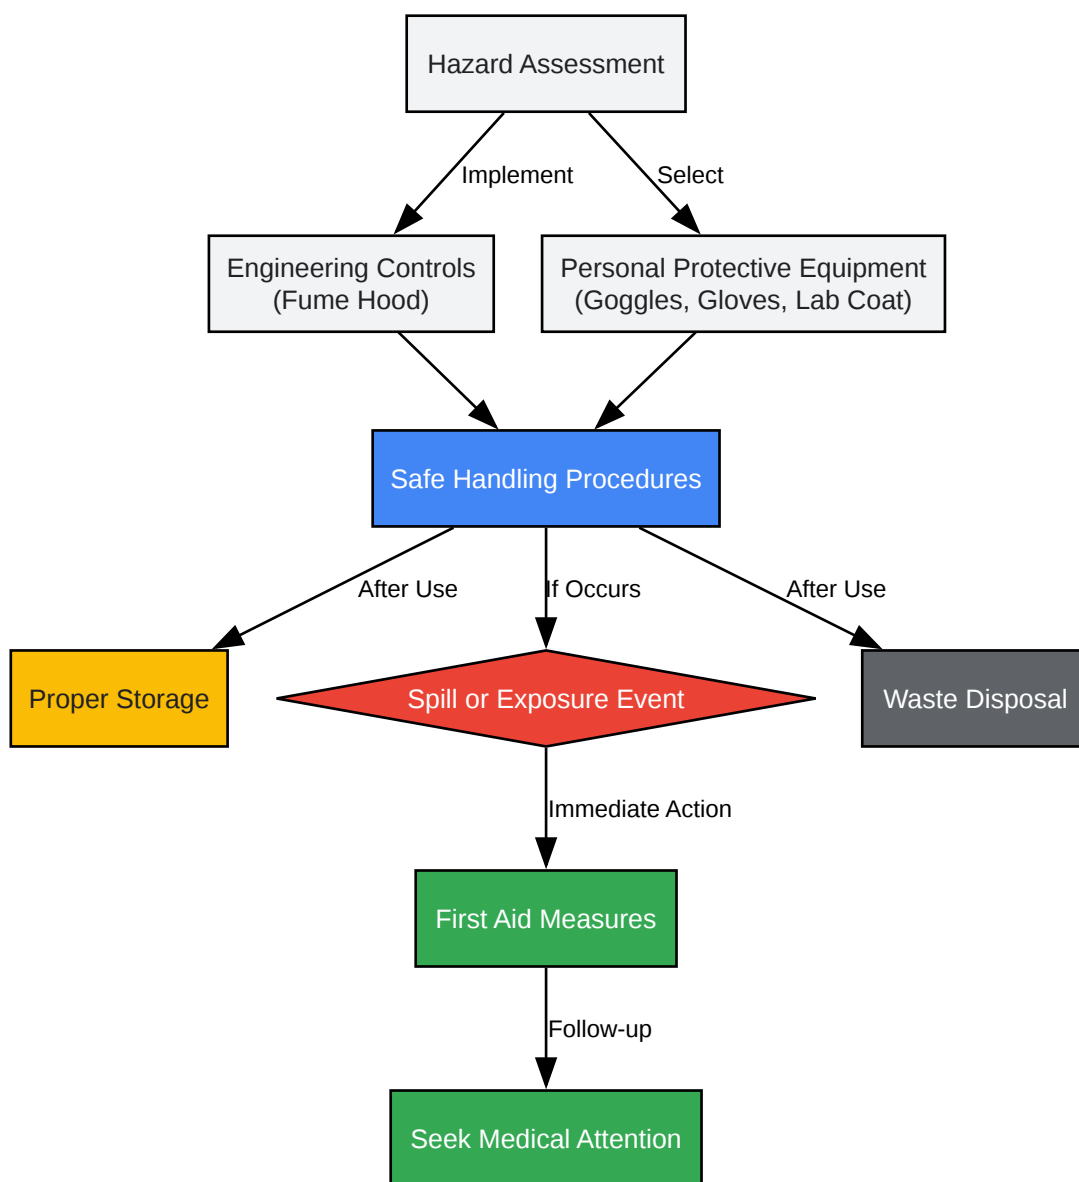 Hazard Assessment
Implement
Select
Engineering Controls
(Fume Hood)
Personal Protective Equipment
(Goggles, Gloves, Lab Coat)
Safe Handling Procedures
After Use
If Occurs
After Use
Proper Storage
Spill or Exposure Event
Waste Disposal
Immediate Action
First Aid Measures
Follow-up
Seek Medical Attention